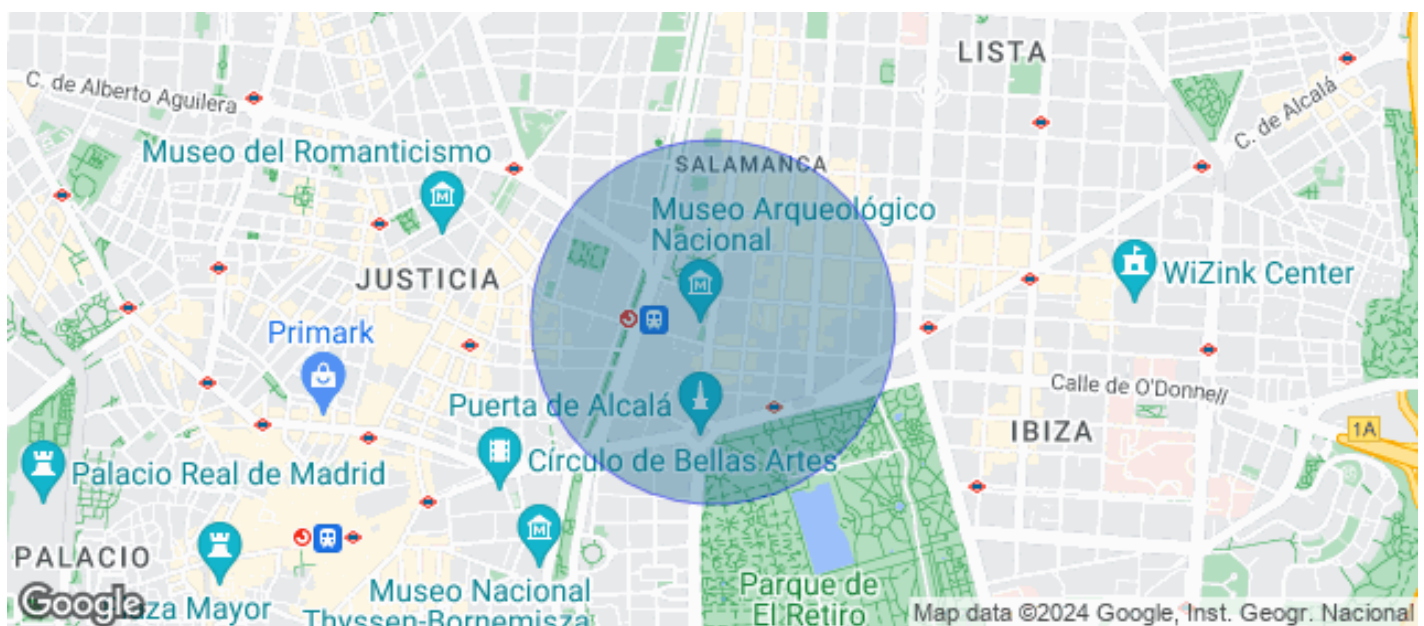 LISTA
C. de Alberto Aguilera
C. de Alcalá
Museo del Romanticismo
SALAMANCA
Museo Arqueológico
Nacional
JUSTICIA
WiZink Center
Primark
Calle de O'Donnell
Puerta de Alcalá
IBIZA
1A
Círculo de Bellas Artes
Palacio Real de Madrid
PALACIO
Museo Nacional
Thyssen-Bornemisza
Parque de
El Retiro
Google
Plaza Mayor
Map data ©2024 Google, Inst. Geogr. Nacional